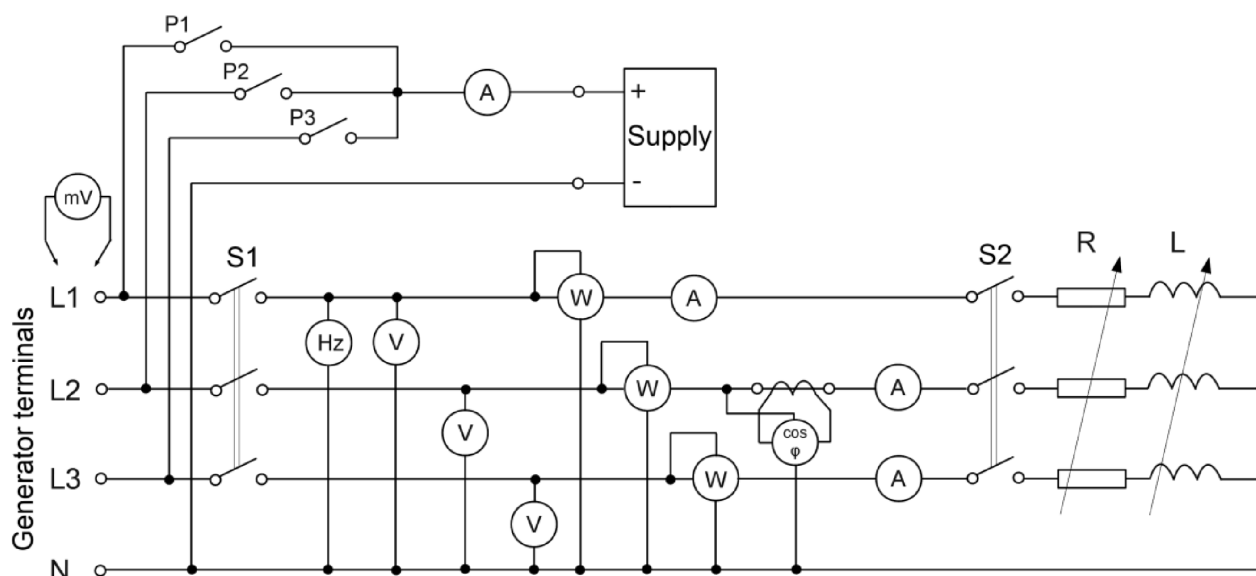 P1
P2
P3
A
+
Supply
-
mV
S1
S2
R
L
L1
W
A
Hz
V
L2
W
A
V
cos
φ
L3
W
A
V
N
Generator terminals